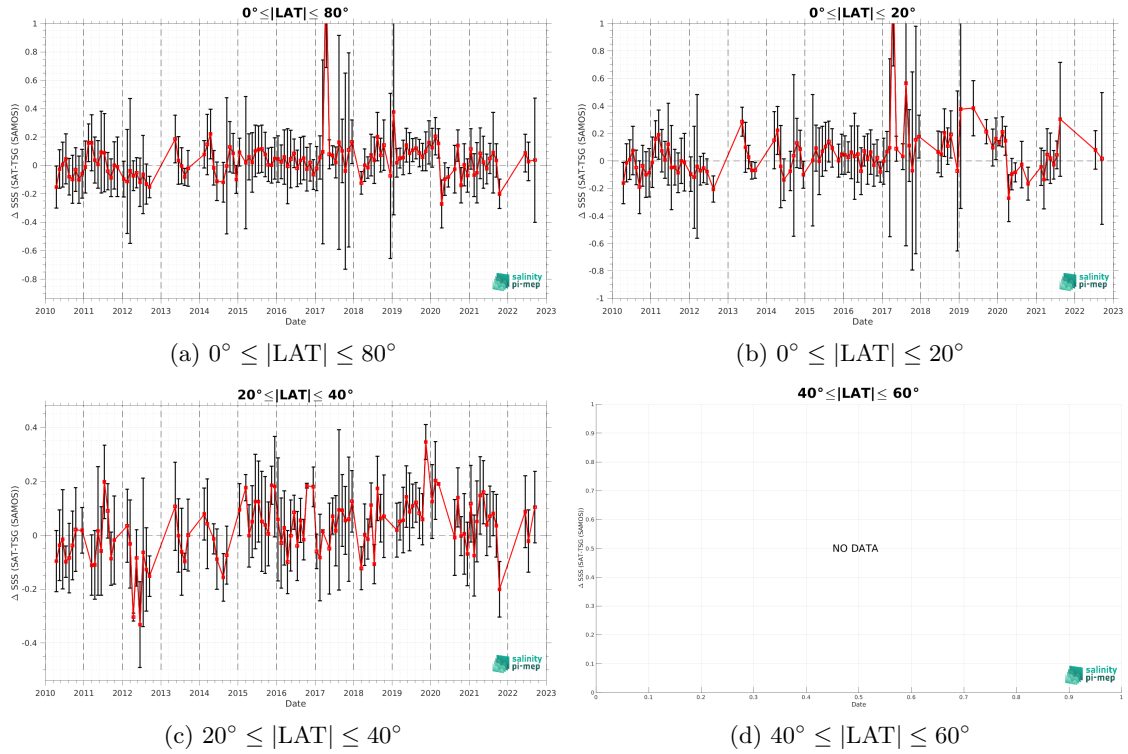 0°≤|LAT|≤ 80°
1
0.8
0.6
0.4
0.2
0
-0.2
-0.4
-0.6
-0.8
Δ SSS (SAT-TSG (SAMOS))
2010 2011 2012 2013 2014 2015 2016 2017 2018 2019 2020 2021 2022 2023
Date
salinity
pi-mep
(a) 0° ≤ |LAT| ≤ 80°
0°≤|LAT|≤ 20°
1
0.8
0.6
0.4
0.2
0
-0.2
-0.4
-0.6
-0.8
-1
Δ SSS (SAT-TSG (SAMOS))
2010 2011 2012 2013 2014 2015 2016 2017 2018 2019 2020 2021 2022 2023
Date
salinity
pi-mep
(b) 0° ≤ |LAT| ≤ 20°
20°≤|LAT|≤ 40°
0.4
0.2
0
-0.2
-0.4
Δ SSS (SAT-TSG (SAMOS))
2010 2011 2012 2013 2014 2015 2016 2017 2018 2019 2020 2021 2022 2023
Date
salinity
pi-mep
(c) 20° ≤ |LAT| ≤ 40°
40°≤|LAT|≤ 60°
1
0.9
0.8
0.7
0.6
0.5
0.4
0.3
0.2
0.1
0
Δ SSS (SAT-TSG (SAMOS))
NO DATA
0 0.1 0.2 0.3 0.4 0.5 0.6 0.7 0.8 0.9 1
Date
salinity
pi-mep
(d) 40° ≤ |LAT| ≤ 60°